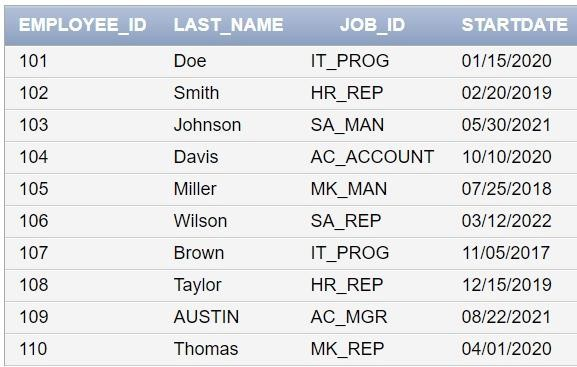 EMPLOYEE_ID LAST_NAME JOB_ID STARTDATE
101 Doe IT_PROG 01/15/2020
102 Smith HR_REP 02/20/2019
103 Johnson SA_MAN 05/30/2021
104 Davis AC_ACCOUNT 10/10/2020
105 Miller MK_MAN 07/25/2018
106 Wilson SA_REP 03/12/2022
107 Brown IT_PROG 11/05/2017
108 Taylor HR_REP 12/15/2019
109 AUSTIN AC_MGR 08/22/2021
110 Thomas MK_REP 04/01/2020